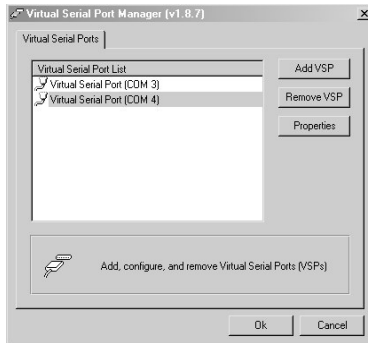 Virtual Serial Port Manager (v1.8.7)
Virtual Serial Ports
Virtual Serial Port List
Virtual Serial Port (COM 3)
Virtual Serial Port (COM 4)
Add VSP
Remove VSP
Properties
Add, configure, and remove Virtual Serial Ports (VSPs)
Ok
Cancel